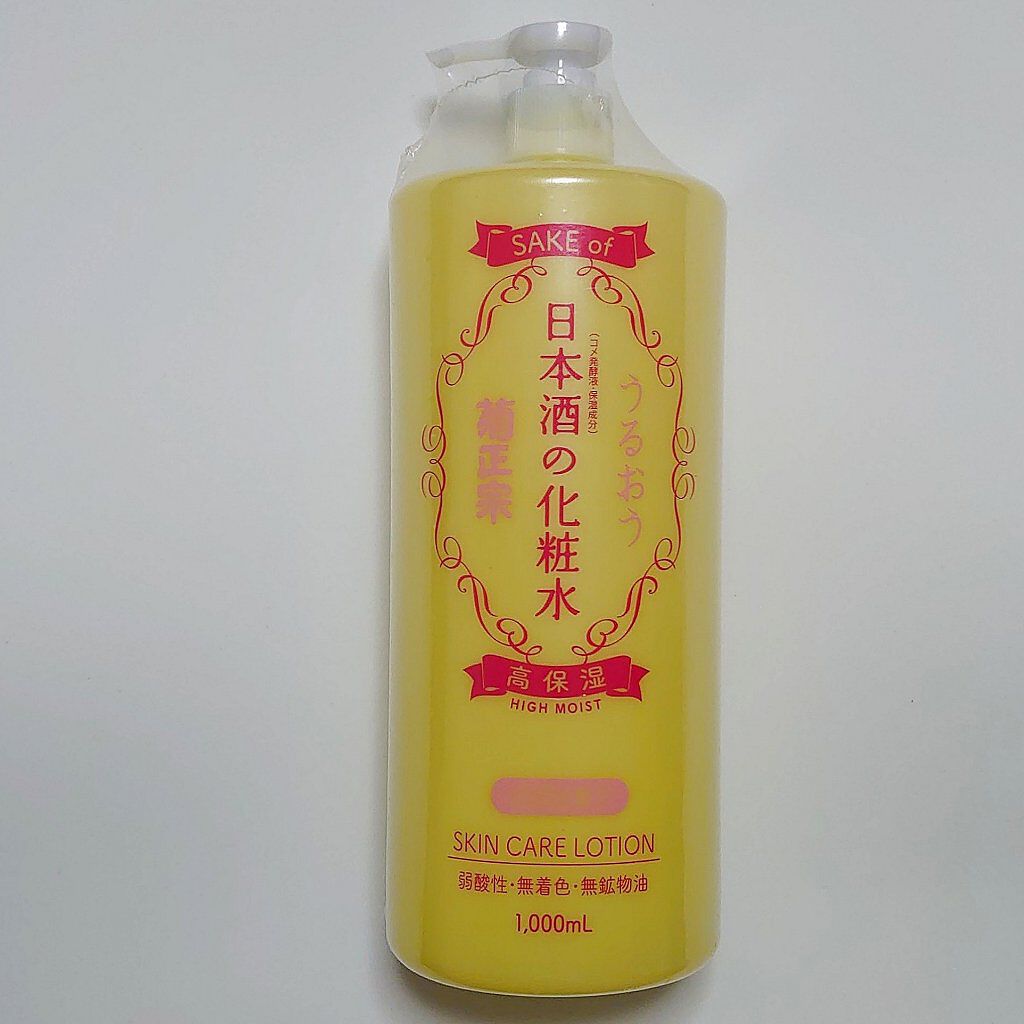 SAKE of
うるおう
(コメ発酵液・保湿成分)
日本酒の化粧水
菊正宗
高保湿
HIGH MOIST
SKIN CARE LOTION
弱酸性・無着色・無鉱物油
1,000mL